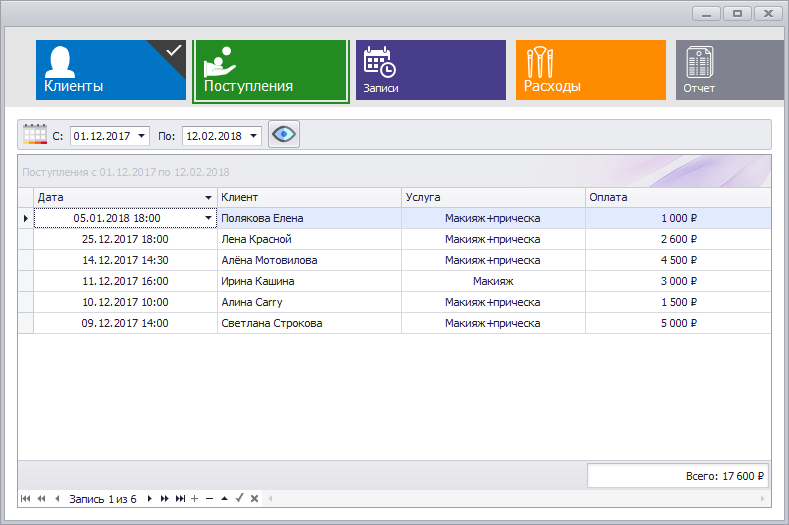 Клиенты
Поступления
Записи
Расходы
Отчет
С: 01.12.2017 По: 12.02.2018
Поступления с 01.12.2017 по 12.02.2018
Дата Клиент Услуга Оплата
05.01.2018 18:00 Полякова Елена Макияж+прическа 1 000 ₽
25.12.2017 18:00 Лена Красной Макияж+прическа 2 600 ₽
14.12.2017 14:30 Алёна Мотовилова Макияж+прическа 4 500 ₽
11.12.2017 16:00 Ирина Кашина Макияж 3 000 ₽
10.12.2017 10:00 Алина Carry Макияж+прическа 1 500 ₽
09.12.2017 14:00 Светлана Строкова Макияж+прическа 5 000 ₽
Всего: 17 600 ₽
Запись 1 из 6